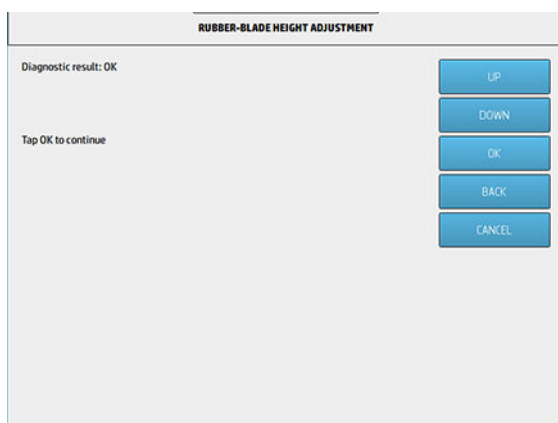 RUBBER-BLADE HEIGHT ADJUSTMENT
Diagnostic result: OK
Tap OK to continue
UP
DOWN
OK
BACK
CANCEL